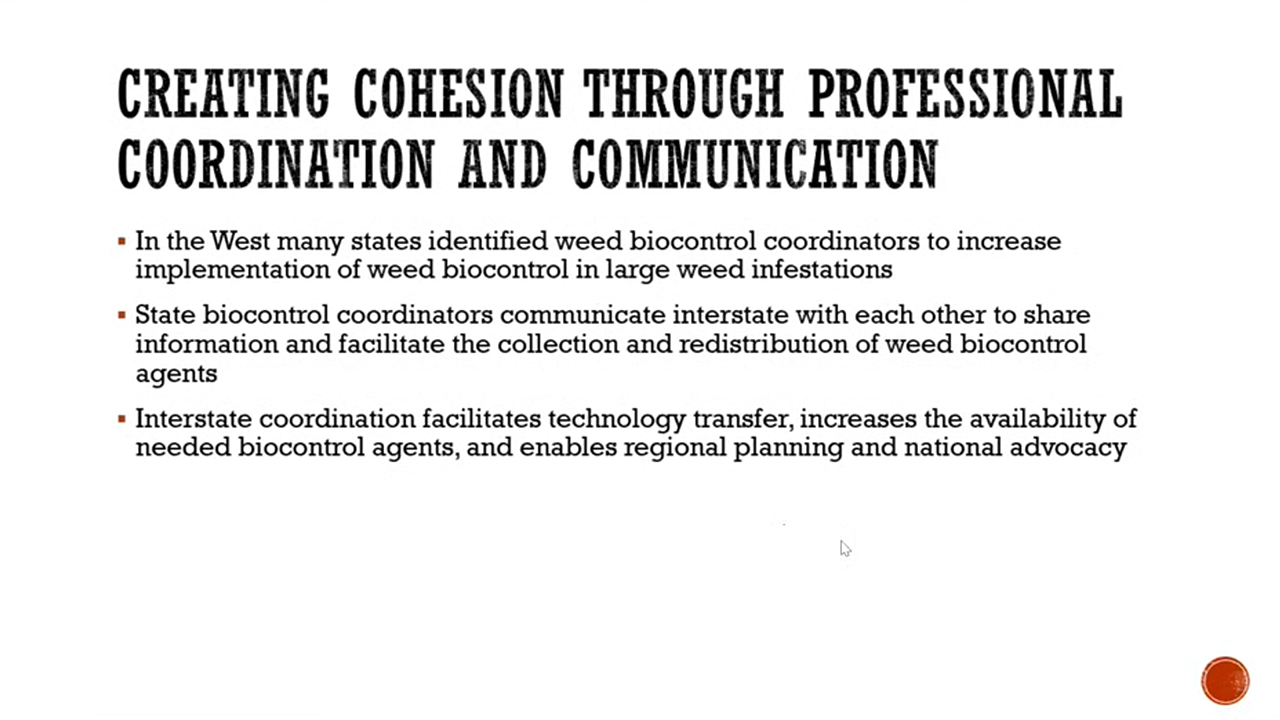 CREATING COHESION THROUGH PROFESSIONAL
COORDINATION AND COMMUNICATION
▪ In the West many states identified weed biocontrol coordinators to increase
implementation of weed biocontrol in large weed infestations
▪ State biocontrol coordinators communicate interstate with each other to share
information and facilitate the collection and redistribution of weed biocontrol
agents
▪ Interstate coordination facilitates technology transfer, increases the availability of
needed biocontrol agents, and enables regional planning and national advocacy